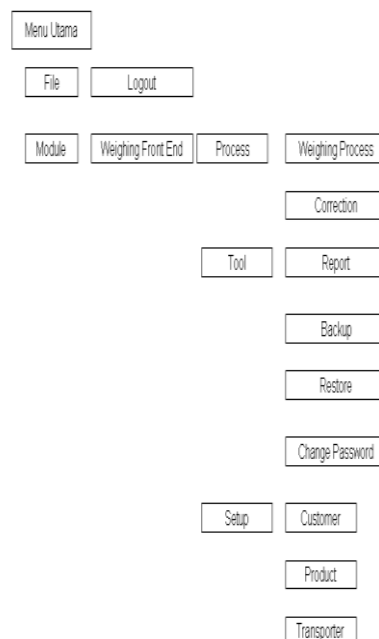 Menu Utama
File Logout
Module Weighing Front End Process Weighing Process
Correction
Tool Report
Backup
Restore
Change Password
Setup Customer
Product
Transporter